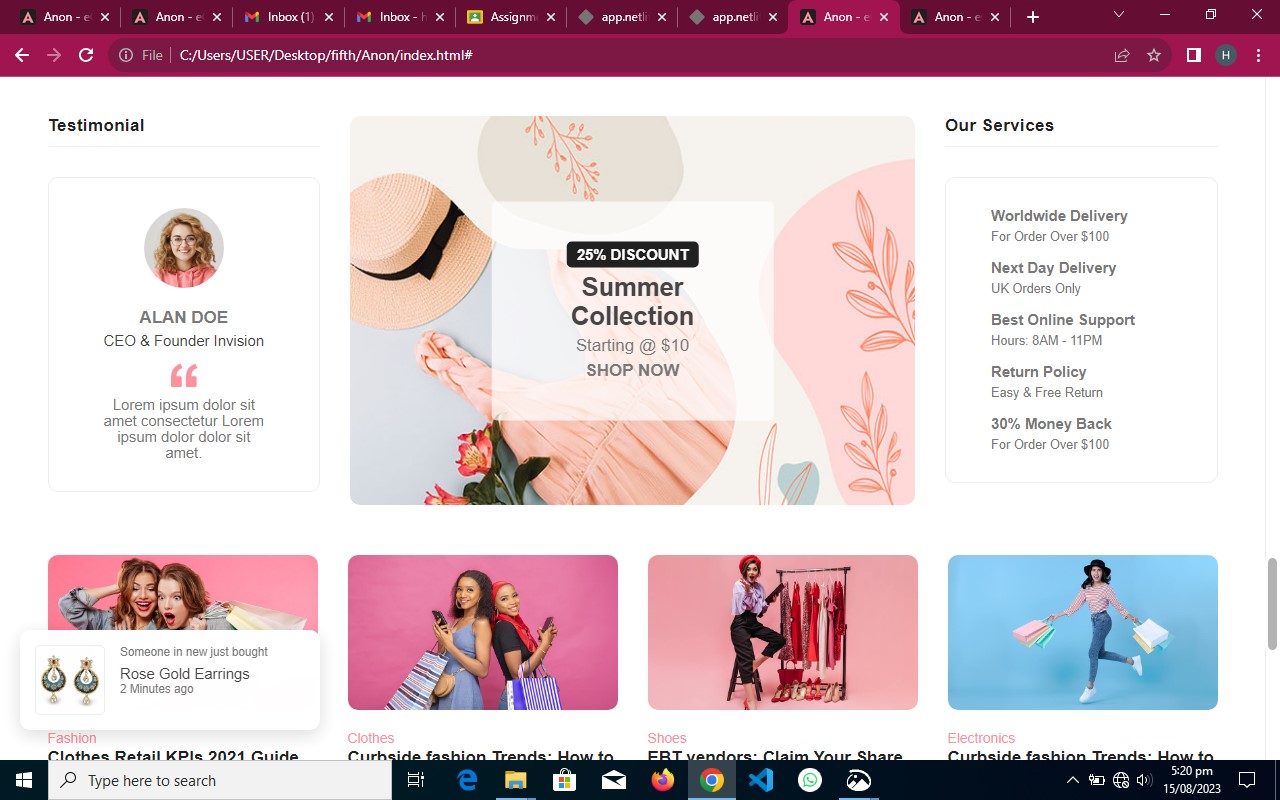 Anon - e
Anon - e
Inbox (1)
Inbox - h
Assignm
app.netli
app.netli
Anon - e
Anon - e
File
C:/Users/USER/Desktop/fifth/Anon/index.html#
H
Testimonial
ALAN DOE
CEO & Founder Invision
Lorem ipsum dolor sit
amet consectetur Lorem
ipsum dolor dolor sit
amet.
25% DISCOUNT
Summer
Collection
Starting @ $10
SHOP NOW
Our Services
Worldwide Delivery
For Order Over $100
Next Day Delivery
UK Orders Only
Best Online Support
Hours: 8AM - 11PM
Return Policy
Easy & Free Return
30% Money Back
For Order Over $100
Someone in new just bought
Rose Gold Earrings
2 Minutes ago
Fashion
Clothes Retail KPIs 2021 Guide
Clothes
Curbside fashion Trends: How to
Shoes
EBT vendors: Claim Your Share
Electronics
Curbside fashion Trends: How to
Type here to search
5:20 pm
15/08/2023